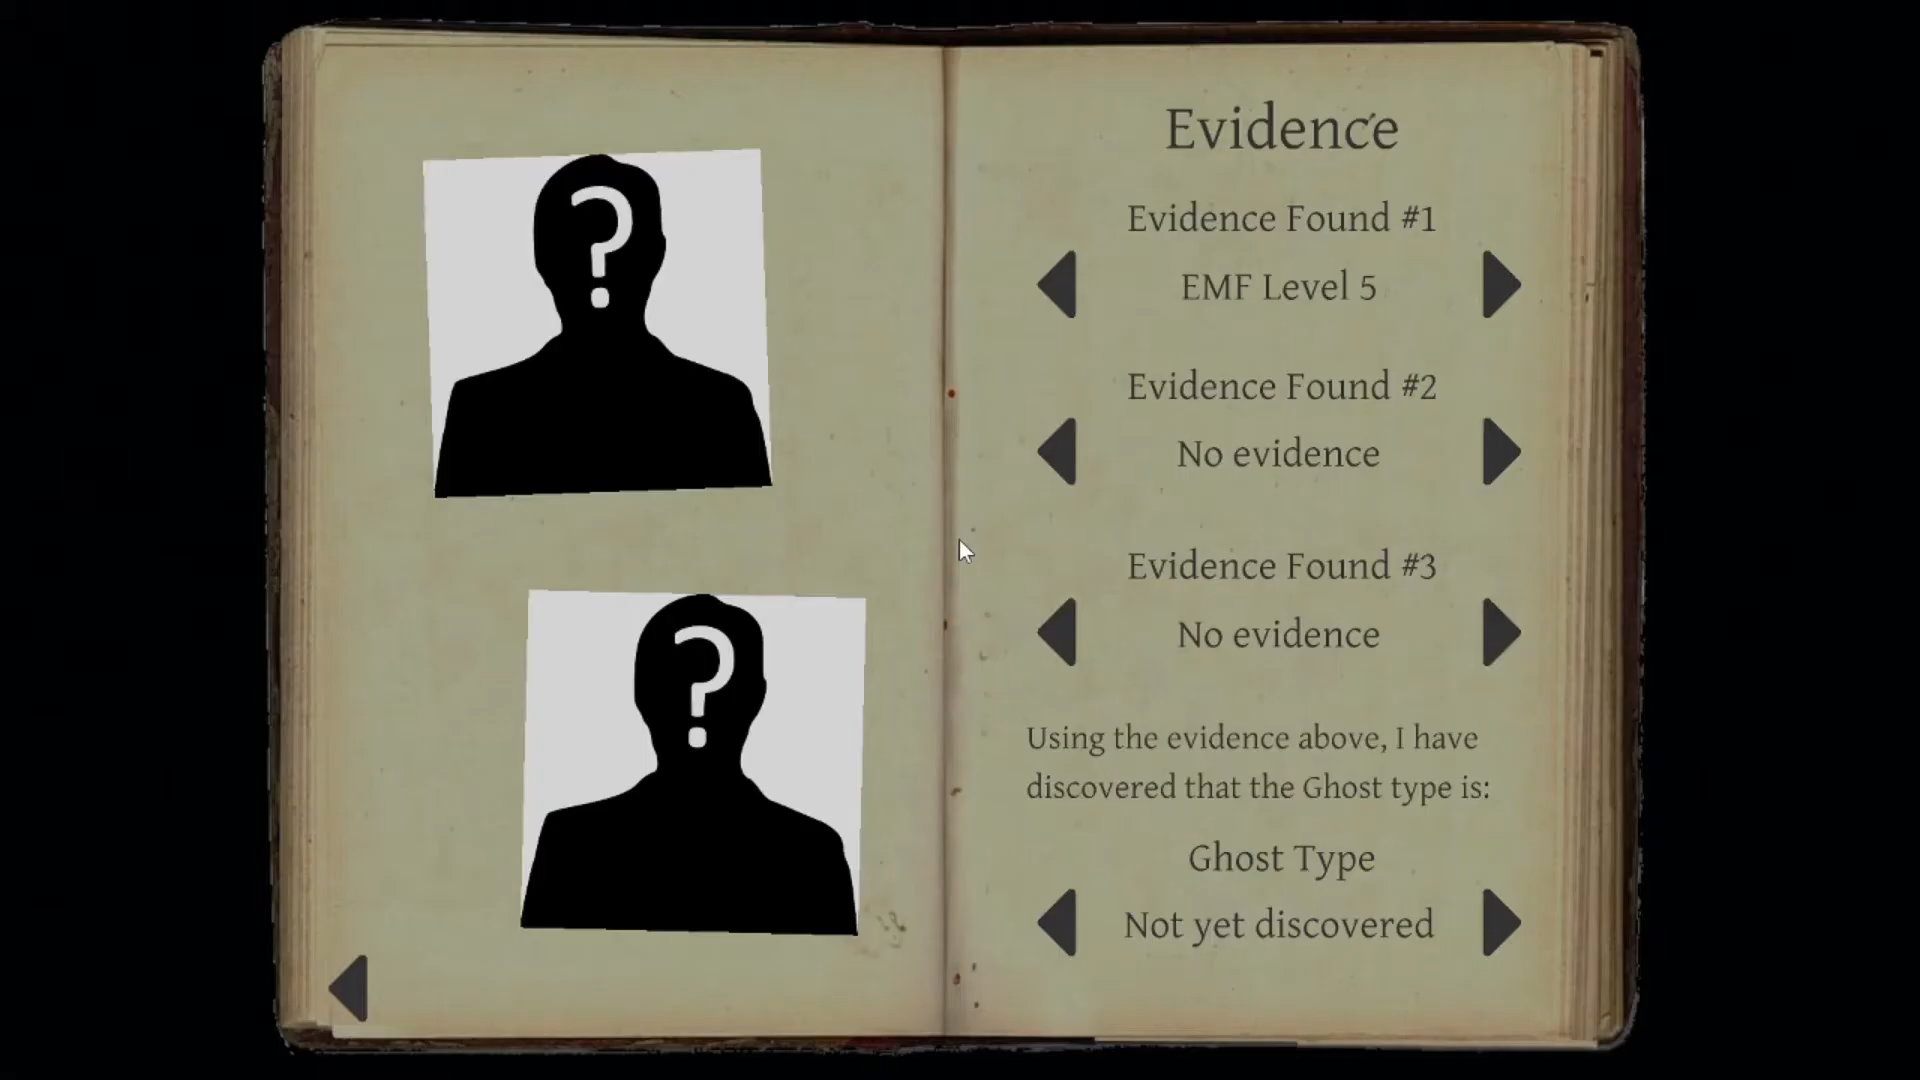 Evidence
Evidence Found #1
EMF Level 5
Evidence Found #2
No evidence
Evidence Found #3
No evidence
Using the evidence above, I have
discovered that the Ghost type is:
Ghost Type
Not yet discovered
?
?